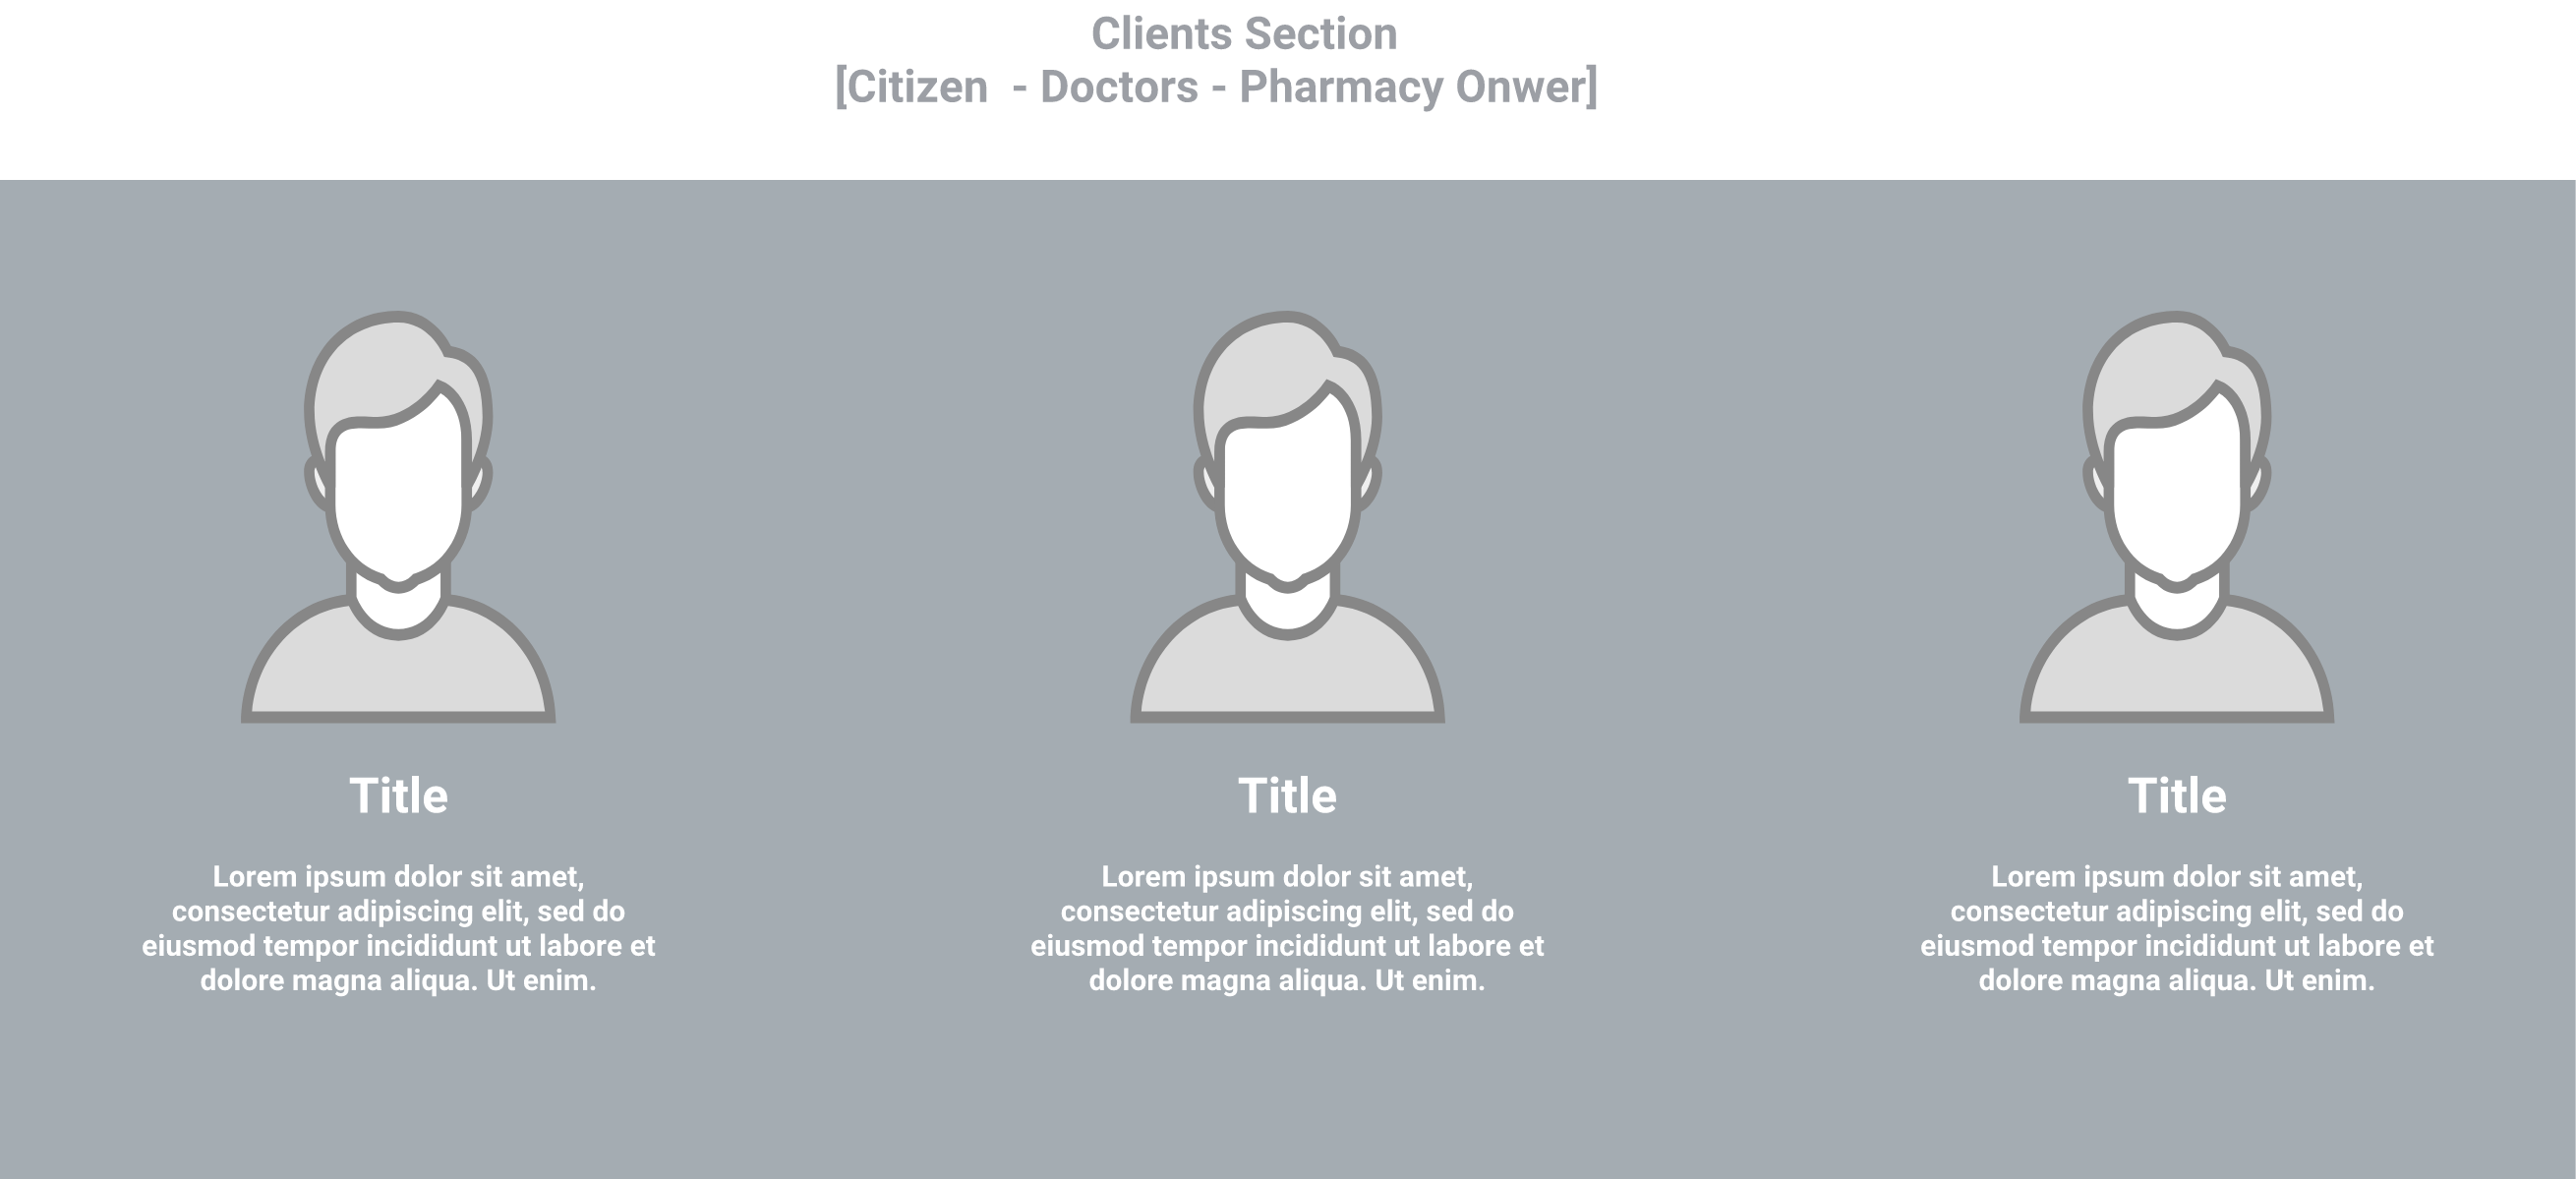 Clients Section
[Citizen  - Doctors - Pharmacy Onwer]
Title
Lorem ipsum dolor sit amet,
consectetur adipiscing elit, sed do
eiusmod tempor incididunt ut labore et
dolore magna aliqua. Ut enim.
Title
Lorem ipsum dolor sit amet,
consectetur adipiscing elit, sed do
eiusmod tempor incididunt ut labore et
dolore magna aliqua. Ut enim.
Title
Lorem ipsum dolor sit amet,
consectetur adipiscing elit, sed do
eiusmod tempor incididunt ut labore et
dolore magna aliqua. Ut enim.